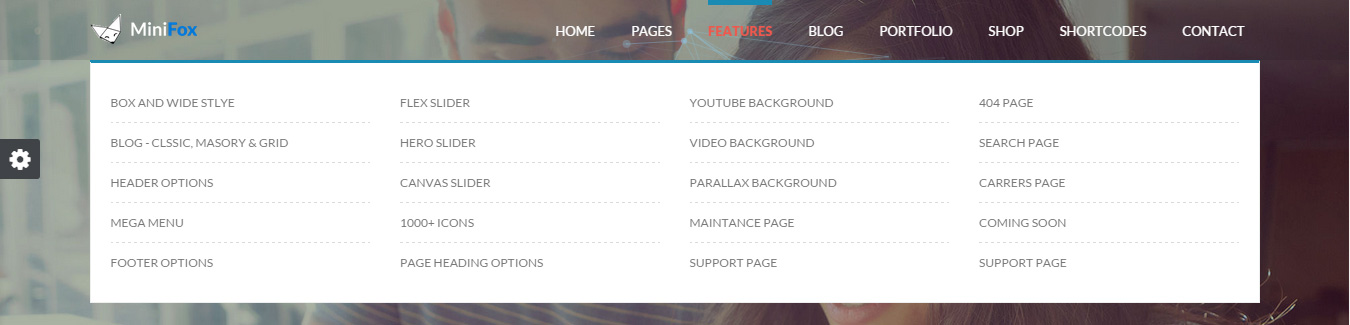 MiniFox
HOME PAGES FEATURES BLOG PORTFOLIO SHOP SHORTCODES CONTACT
BOX AND WIDE STLYE FLEX SLIDER YOUTUBE BACKGROUND 404 PAGE
BLOG - CLSSIC, MASORY & GRID HERO SLIDER VIDEO BACKGROUND SEARCH PAGE
HEADER OPTIONS CANVAS SLIDER PARALLAX BACKGROUND CARRERS PAGE
MEGA MENU 1000+ ICONS MAINTANCE PAGE COMING SOON
FOOTER OPTIONS PAGE HEADING OPTIONS SUPPORT PAGE SUPPORT PAGE